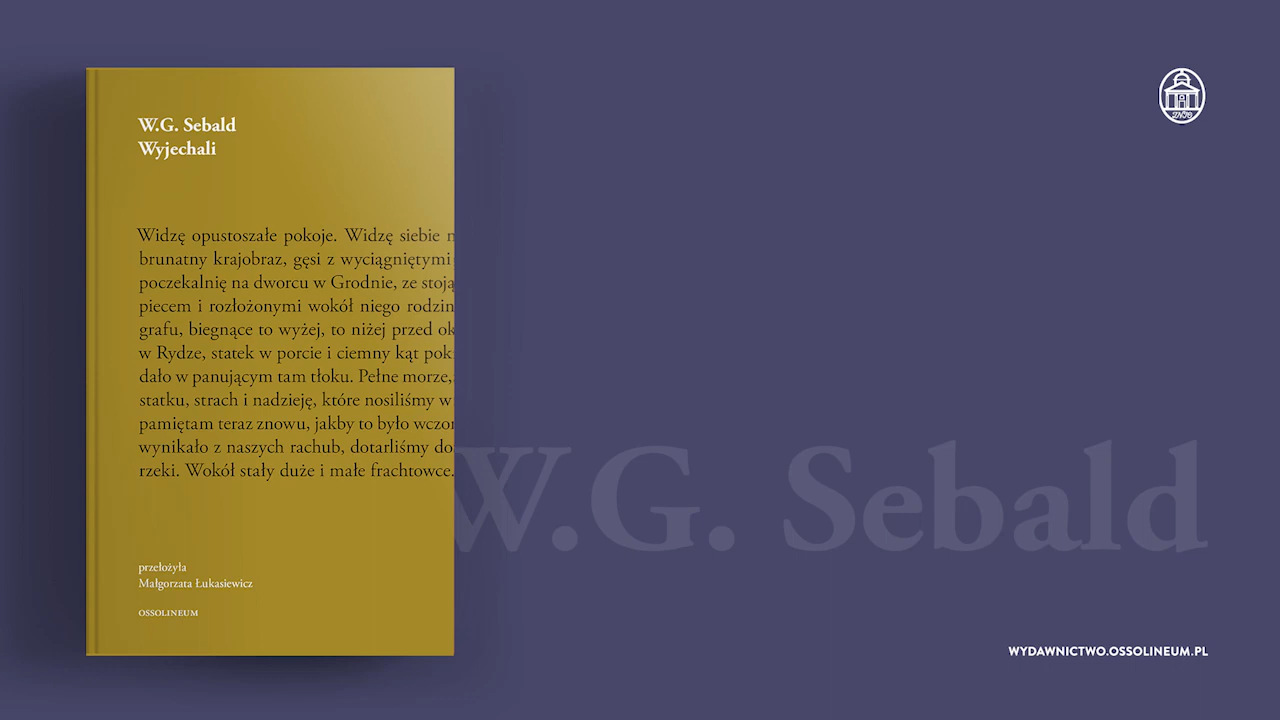 W.G. Sebald
Wyjechali
Widzę opustoszałe pokoje. Widzę siebie
brunatny krajobraz, gęsi z wyciągniętymi
poczekalnię na dworcu w Grodnie, ze stoją
piecem i rozłożonymi wokół niego rodzin
grafu, biegnące to wyżej, to niżej przed ok
w Rydze, statek w porcie i ciemny kąt pok
dało w panującym tam tłoku. Pełne morze,
statku, strach i nadzieję, które nosiliśmy w
pamiętam teraz znowu, jakby to było wczor
wynikało z naszych rachub, dotarliśmy do
rzeki. Wokół stały duże i małe frachtowce.
przełożyła
Małgorzata Łukasiewicz
OSSOLINEUM
ZNiO
W.G. Sebald
WYDAWNICTWO.OSSOLINEUM.PL